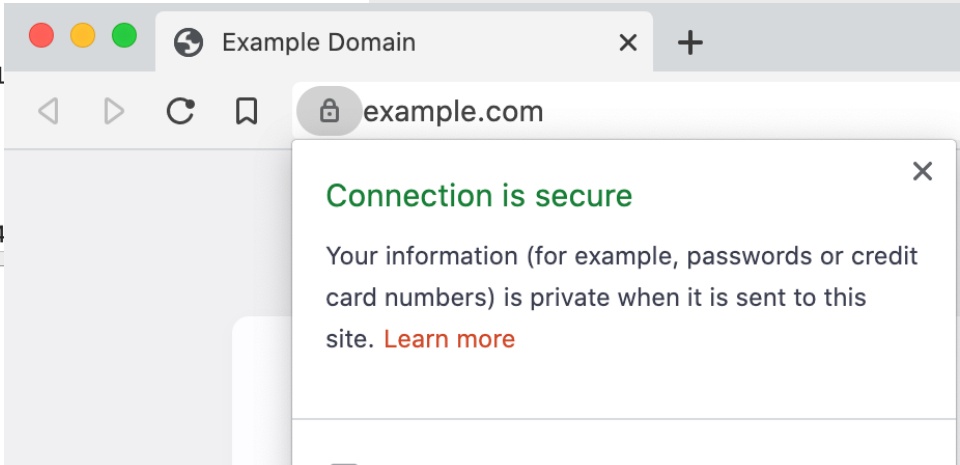 Example Domain
example.com
Connection is secure
Your information (for example, passwords or credit
card numbers) is private when it is sent to this
site. Learn more